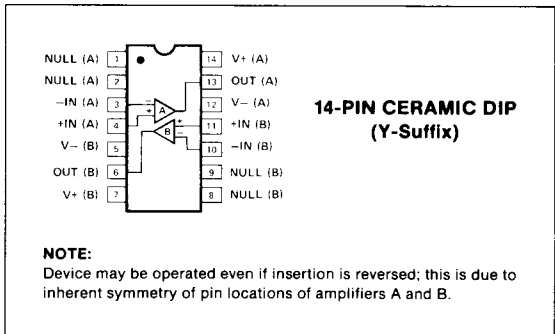 NULL (A) 1
NULL (A) 2
−IN (A) 3
+IN (A) 4
V− (B) 5
OUT (B) 6
V+ (B) 7
14 V+ (A)
13 OUT (A)
12 V− (A)
11 +IN (B)
10 −IN (B)
9 NULL (B)
8 NULL (B)
− + A
+ − B
14-PIN CERAMIC DIP
(Y-Suffix)
NOTE:
Device may be operated even if insertion is reversed; this is due to
inherent symmetry of pin locations of amplifiers A and B.